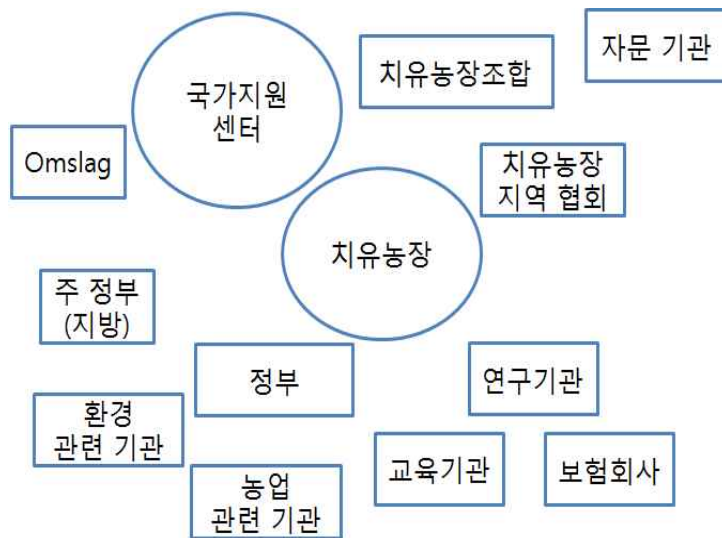 자문 기관
치유농장조합
국가지원
센터
Omslag
치유농장
지역 협회
치유농장
주 정부
(지방)
정부
연구기관
환경
관련 기관
교육기관
보험회사
농업
관련 기관